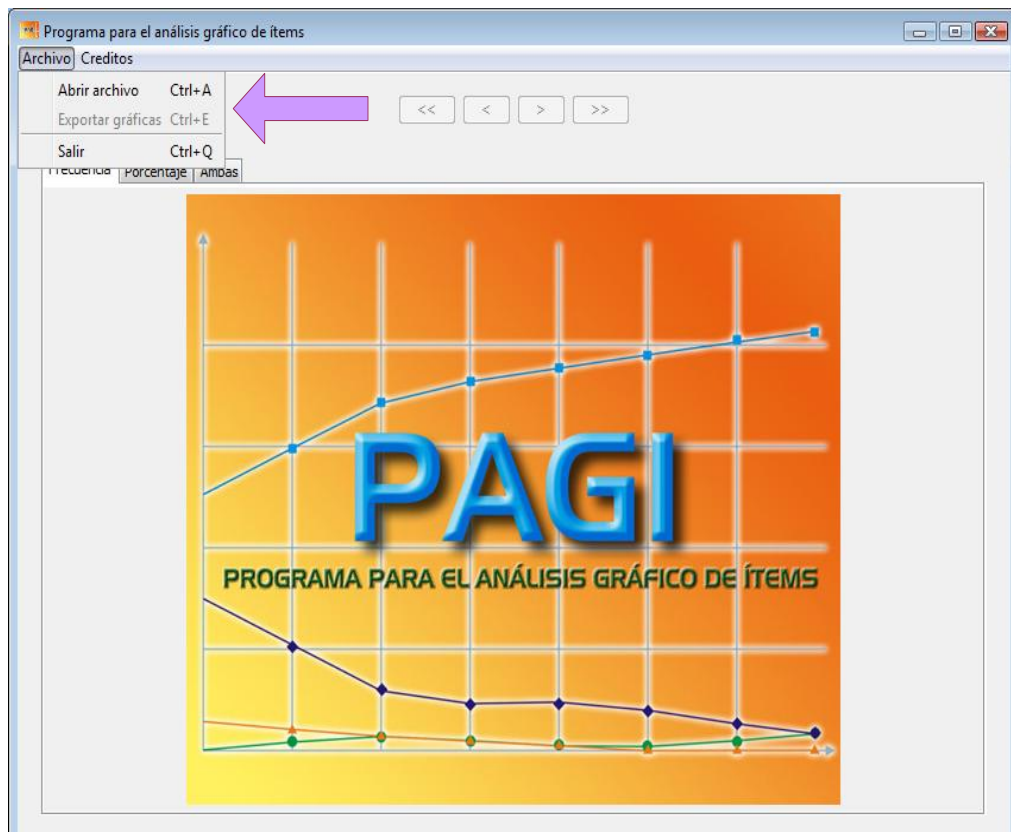 Programa para el análisis gráfico de ítems
Archivo Creditos
Abrir archivo Ctrl+A
Exportar gráficas Ctrl+E
Salir Ctrl+Q
<< < > >>
Frecuencia Porcentaje Ambas
PAGI
PROGRAMA PARA EL ANÁLISIS GRÁFICO DE ÍTEMS